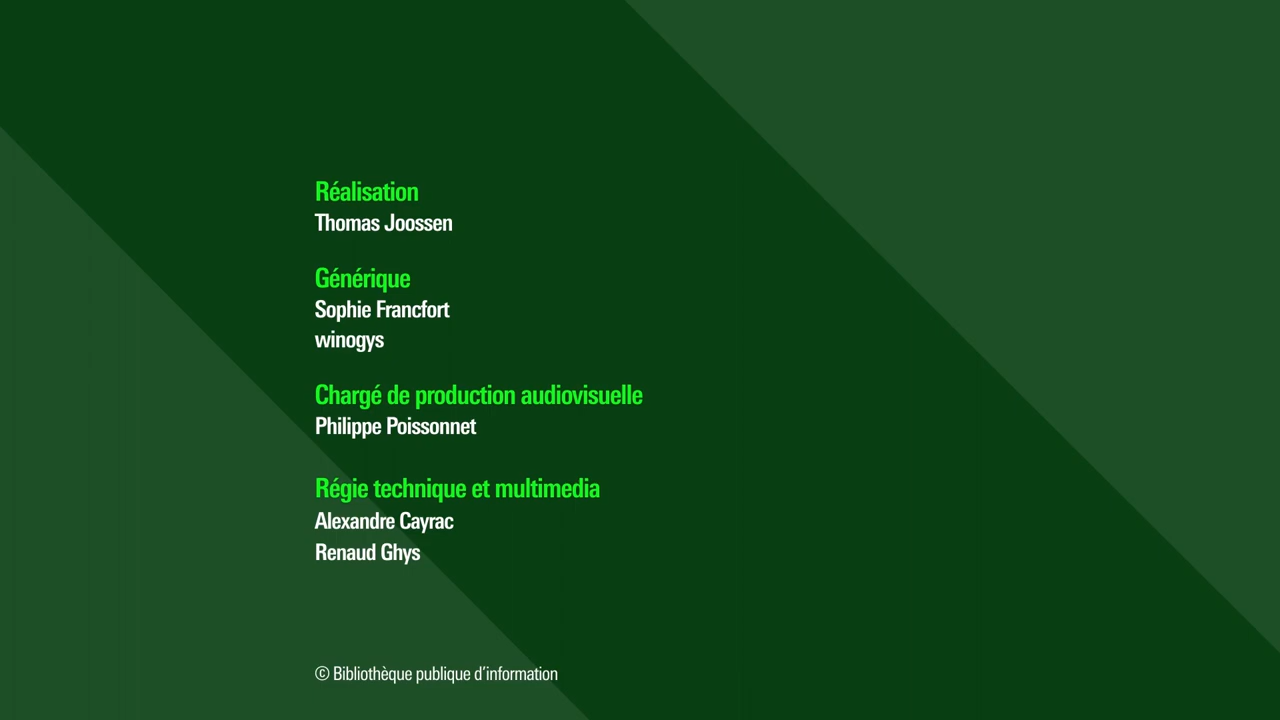 Réalisation
Thomas Joossen
Générique
Sophie Francfort
winogys
Chargé de production audiovisuelle
Philippe Poissonnet
Régie technique et multimedia
Alexandre Cayrac
Renaud Ghys
© Bibliothèque publique d’information